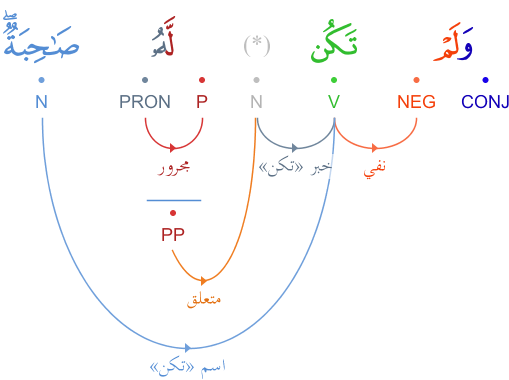 وَلَمْ تَكُن (*) لَّهُۥ صَـٰحِبَةٌ ۖ
CONJ NEG V N P PRON N
نفي خبر «تكن» مجرور
PP
متعلق
اسم «تكن»